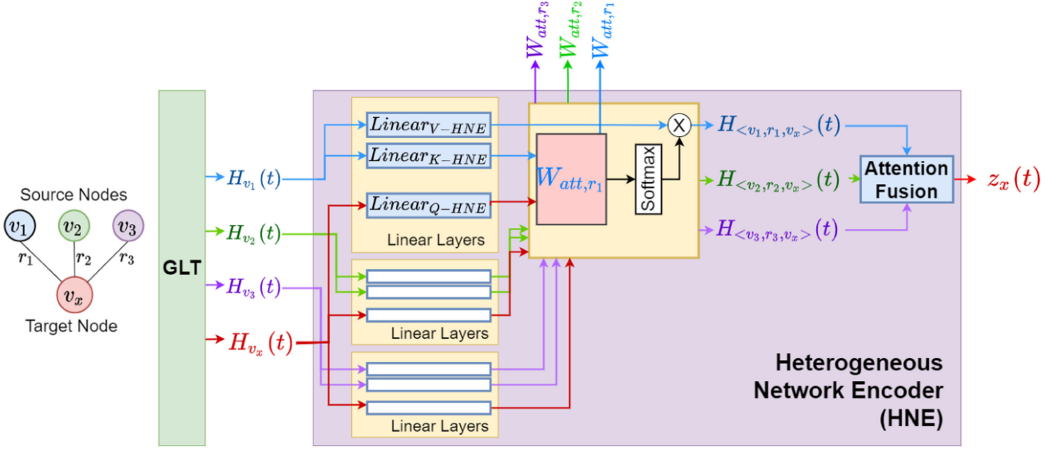 W_{att,r_3}
W_{att,r_2}
W_{att,r_1}
Source Nodes
v_1
v_2
v_3
r_1
r_2
r_3
v_x
Target Node
GLT
H_{v_1}(t)
H_{v_2}(t)
H_{v_3}(t)
H_{v_x}(t)
Linear_{V-HNE}
Linear_{K-HNE}
Linear_{Q-HNE}
Linear Layers
Linear Layers
Linear Layers
W_{att,r_1}
Softmax
X
H_{<v_1,r_1,v_x>}(t)
H_{<v_2,r_2,v_x>}(t)
H_{<v_3,r_3,v_x>}(t)
Attention
Fusion
z_x(t)
Heterogeneous
Network Encoder
(HNE)